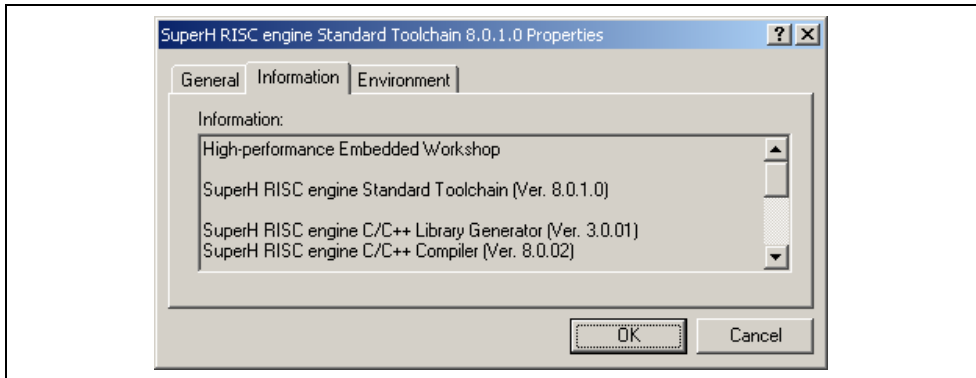 SuperH RISC engine Standard Toolchain 8.0.1.0 Properties
General Information Environment
Information:
High-performance Embedded Workshop
SuperH RISC engine Standard Toolchain (Ver. 8.0.1.0)
SuperH RISC engine C/C++ Library Generator (Ver. 3.0.01)
SuperH RISC engine C/C++ Compiler (Ver. 8.0.02)
OK Cancel